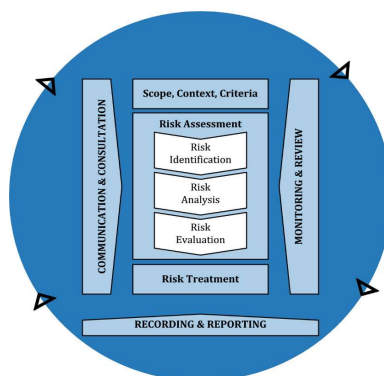 Scope, Context, Criteria
COMMUNICATION & CONSULTATION
Risk Assessment
Risk
Identification
Risk
Analysis
Risk
Evaluation
MONITORING & REVIEW
Risk Treatment
RECORDING & REPORTING